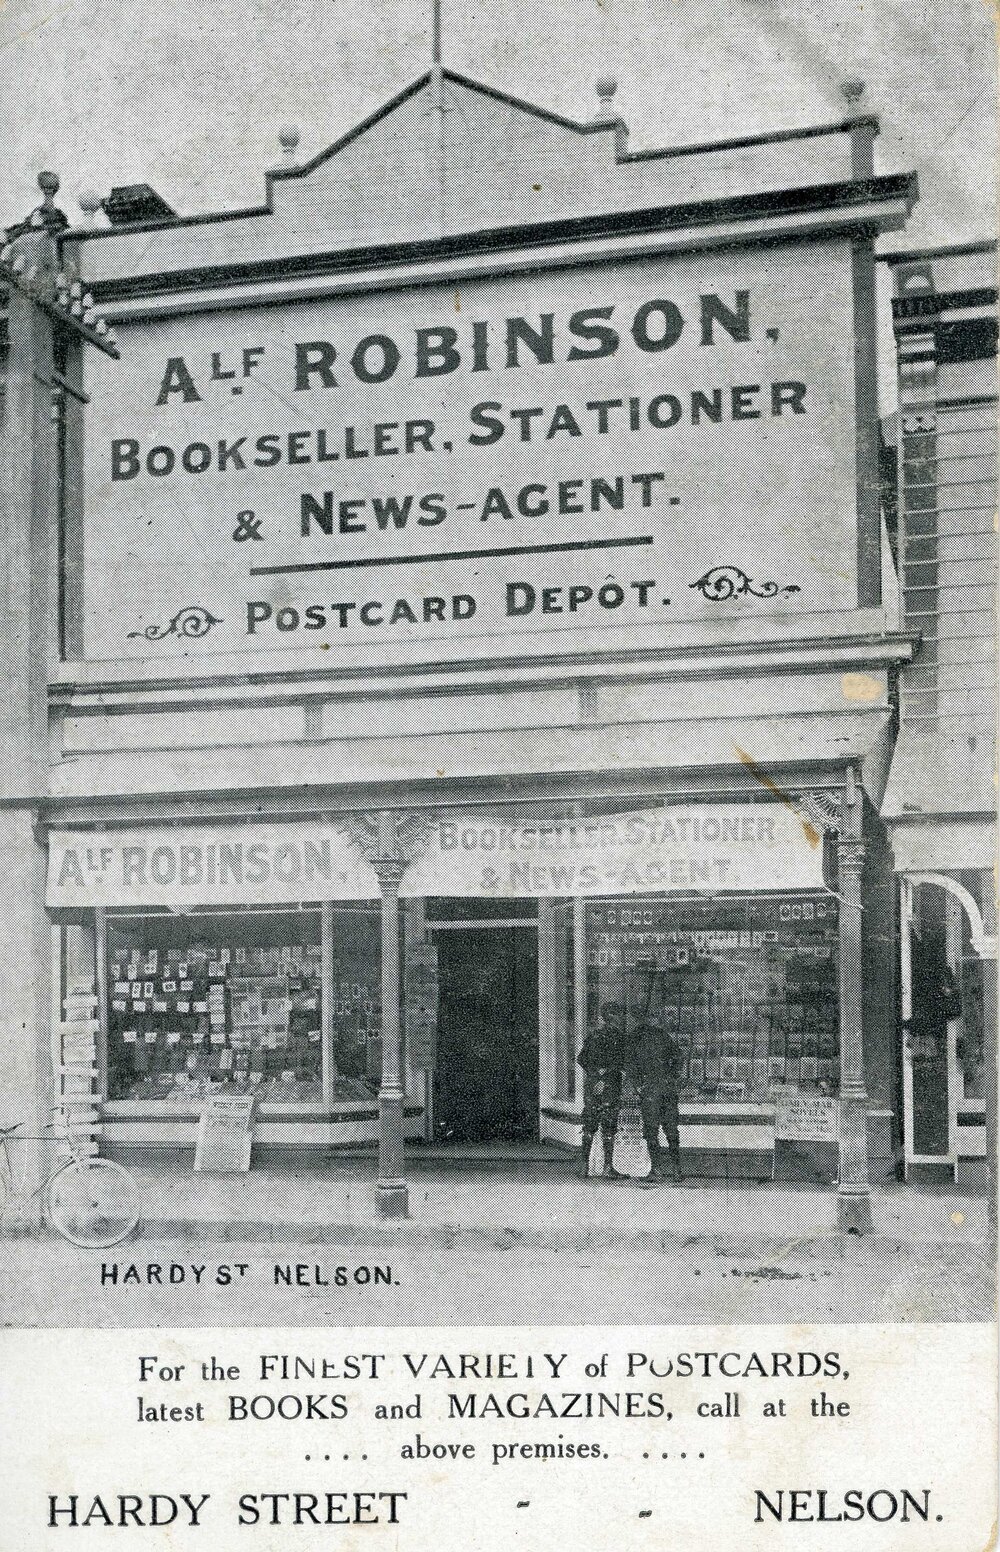 ALF ROBINSON,
BOOKSELLER, STATIONER
& NEWS-AGENT.
POSTCARD DEPÔT.
ALF ROBINSON.
BOOKSELLER, STATIONER
& NEWS-AGENT.
HARDY ST NELSON.
For the FINEST VARIETY of POSTCARDS,
latest BOOKS and MAGAZINES, call at the
.... above premises. ....
HARDY STREET - - NELSON.